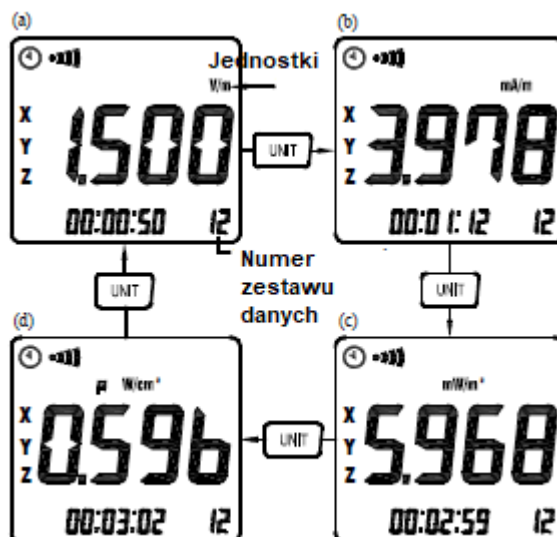 (a)
Jednostki
V/m
X
Y
Z
1.500
00:00:50 12
UNIT
(b)
mA/m
X
Y
Z
3.978
00:01:12 12
UNIT
Numer
zestawu
danych
(d)
μ W/cm²
X
Y
Z
0.596
00:03:02 12
UNIT
(c)
mW/m²
X
Y
Z
5.968
00:02:59 12
UNIT